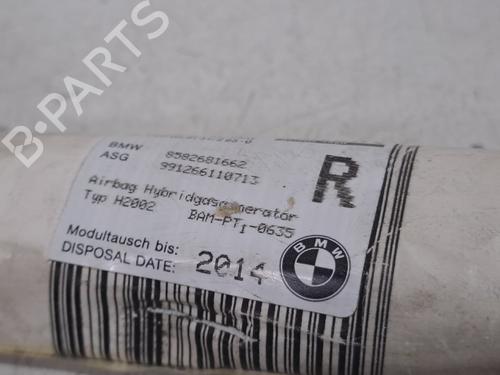 BMW 8582681662
ASG 991266110713
R
Airbag Hybridgasgenerator
Typ H2002 BAM-PT1-0635
Modultausch bis:
DISPOSAL DATE: 2014
BMW
B-PARTS